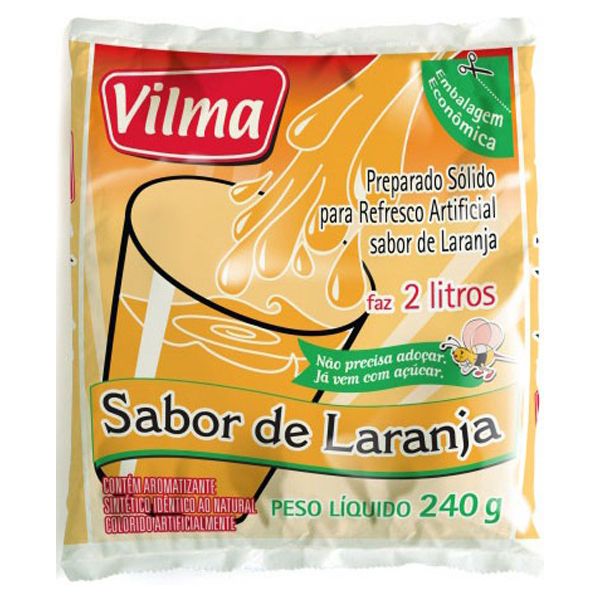 Vilma
Embalagem
Econômica
Preparado Sólido
para Refresco Artificial
sabor de Laranja
faz 2 litros
Não precisa adoçar.
Já vem com açúcar.
Sabor de Laranja
CONTÉM AROMATIZANTE
SINTÉTICO IDÊNTICO AO NATURAL
COLORIDO ARTIFICIALMENTE
PESO LÍQUIDO 240 g